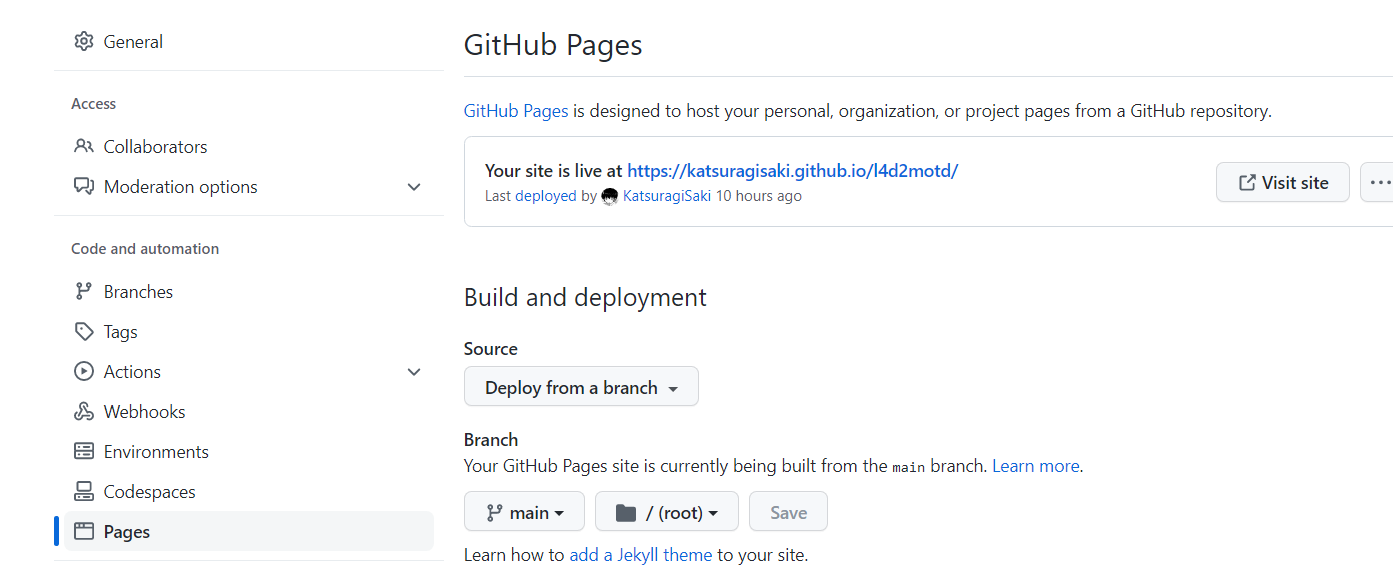 General
Access
Collaborators
Moderation options
Code and automation
Branches
Tags
Actions
Webhooks
Environments
Codespaces
Pages
GitHub Pages
GitHub Pages is designed to host your personal, organization, or project pages from a GitHub repository.
Your site is live at https://katsuragisaki.github.io/l4d2motd/
Last deployed by KatsuragiSaki 10 hours ago
Visit site
Build and deployment
Source
Deploy from a branch
Branch
Your GitHub Pages site is currently being built from the main branch. Learn more.
main
/ (root)
Save
Learn how to add a Jekyll theme to your site.